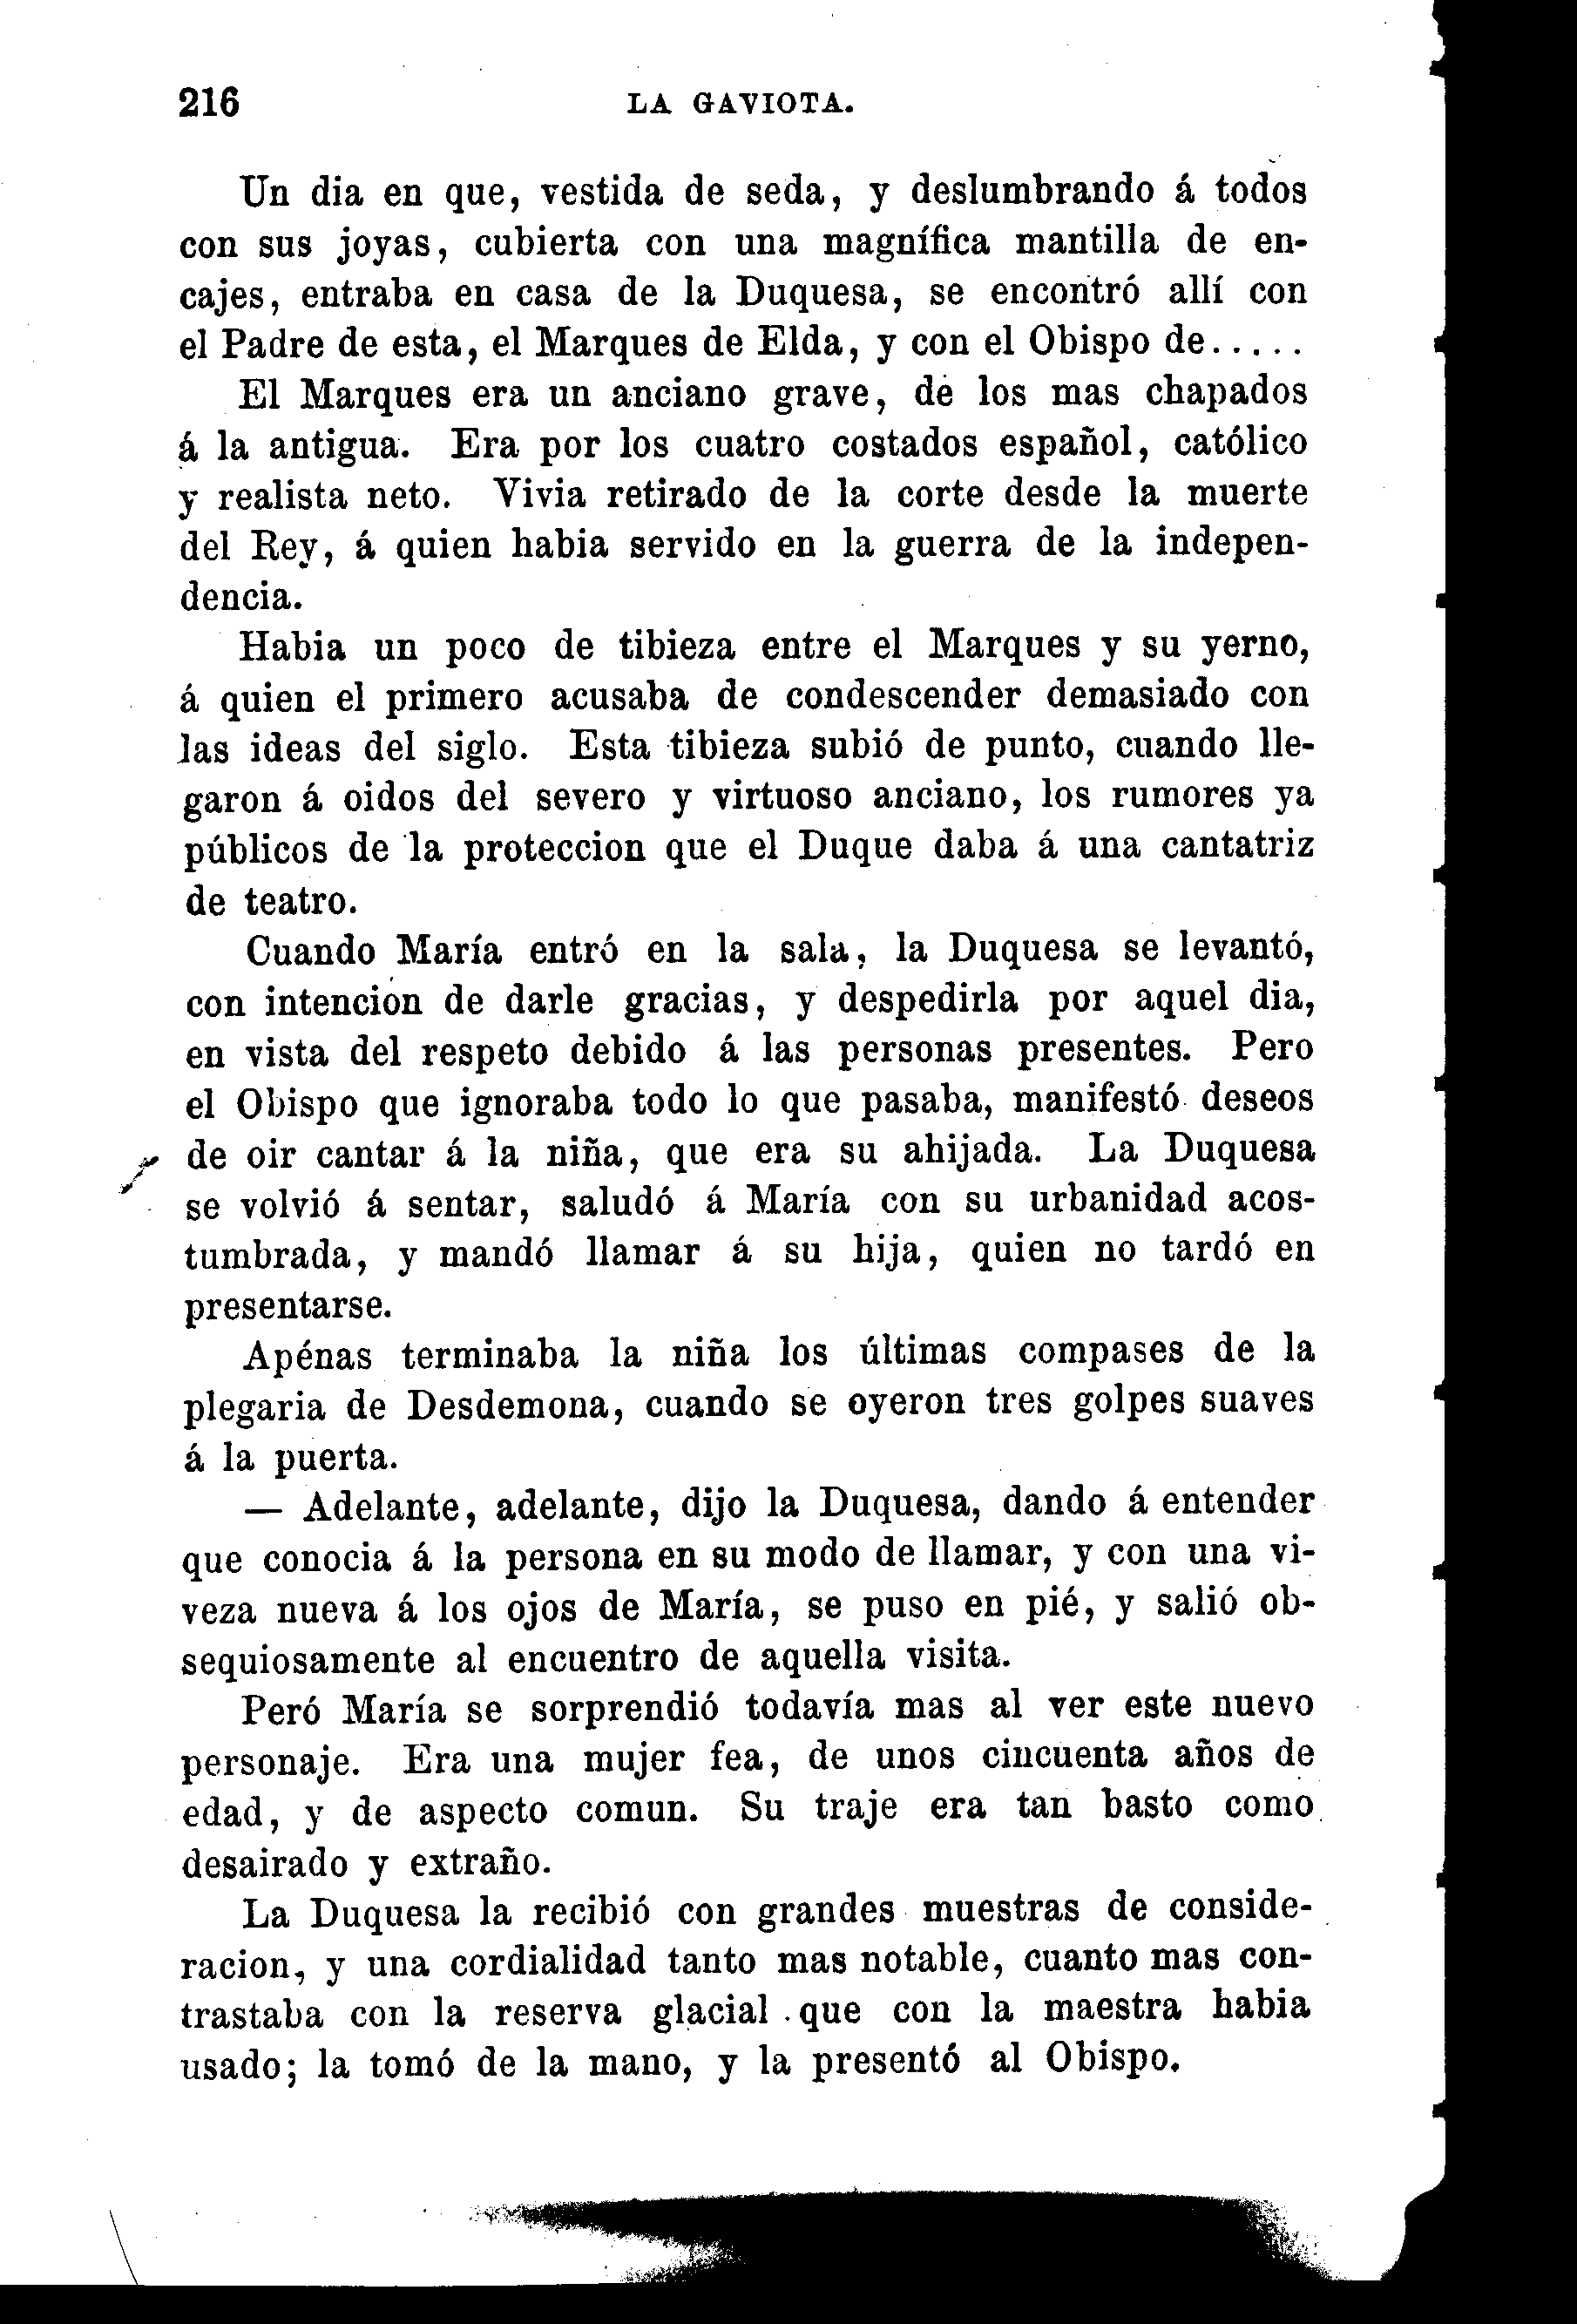 216 LA GAVIOTA.
Un dia en que, vestida de seda, y deslumbrando á todos
con sus joyas, cubierta con una magnífica mantilla de en-
cajes, entraba en casa de la Duquesa, se encontró allí con
el Padre de esta, el Marques de Elda, y con el Obispo de.....
El Marques era un anciano grave, de los mas chapados
á la antigua. Era por los cuatro costados español, católico
y realista neto. Vivia retirado de la corte desde la muerte
del Rey, á quien habia servido en la guerra de la indepen-
dencia.
Habia un poco de tibieza entre el Marques y su yerno,
á quien el primero acusaba de condescender demasiado con
las ideas del siglo. Esta tibieza subió de punto, cuando lle-
garon á oidos del severo y virtuoso anciano, los rumores ya
públicos de la proteccion que el Duque daba á una cantatriz
de teatro.
Cuando María entró en la sala, la Duquesa se levantó,
con intencion de darle gracias, y despedirla por aquel dia,
en vista del respeto debido á las personas presentes. Pero
el Obispo que ignoraba todo lo que pasaba, manifestó deseos
de oir cantar á la niña, que era su ahijada. La Duquesa
se volvió á sentar, saludó á María con su urbanidad acos-
tumbrada, y mandó llamar á su hija, quien no tardó en
presentarse.
Apénas terminaba la niña los últimas compases de la
plegaria de Desdemona, cuando se oyeron tres golpes suaves
á la puerta.
— Adelante, adelante, dijo la Duquesa, dando á entender
que conocia á la persona en su modo de llamar, y con una vi-
veza nueva á los ojos de María, se puso en pié, y salió ob-
sequiosamente al encuentro de aquella visita.
Peró María se sorprendió todavía mas al ver este nuevo
personaje. Era una mujer fea, de unos cincuenta años de
edad, y de aspecto comun. Su traje era tan basto como
desairado y extraño.
La Duquesa la recibió con grandes muestras de conside-
racion, y una cordialidad tanto mas notable, cuanto mas con-
trastaba con la reserva glacial que con la maestra habia
usado; la tomó de la mano, y la presentó al Obispo.